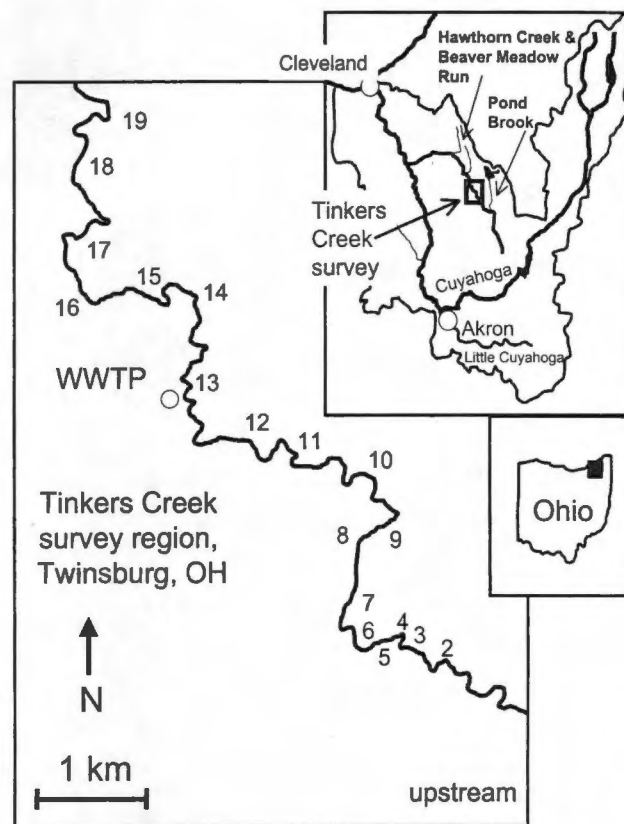 Hawthorn Creek &
Beaver Meadow
Run
Cleveland
Pond
Brook
Tinkers
Creek
survey
Cuyahoga
Akron
Little Cuyahoga
19
18
17
16
15
14
WWTP
13
12
11
10
9
8
7
6
5
4
3
2
Tinkers Creek
survey region,
Twinsburg, OH
N
1 km
upstream
Ohio